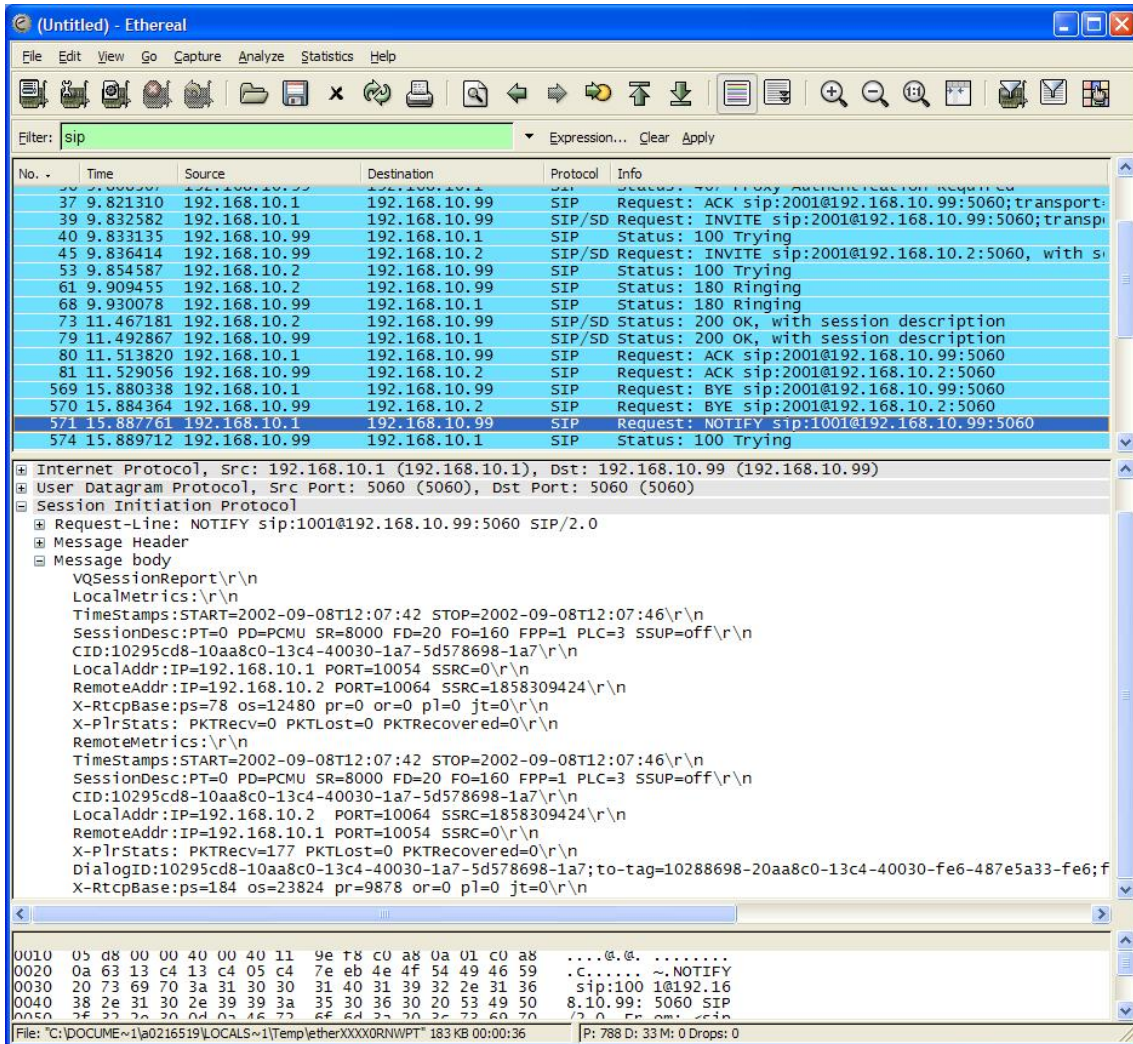 (Untitled) - Ethereal
File Edit View Go Capture Analyze Statistics Help
Filter: sip Expression... Clear Apply
No. - Time Source Destination Protocol Info
37 9.821310 192.168.10.1 192.168.10.99 SIP Request: ACK sip:2001@192.168.10.99:5060;transport=
39 9.832582 192.168.10.1 192.168.10.99 SIP/SD Request: INVITE sip:2001@192.168.10.99:5060;transp
40 9.833135 192.168.10.99 192.168.10.1 SIP Status: 100 Trying
45 9.836414 192.168.10.99 192.168.10.2 SIP/SD Request: INVITE sip:2001@192.168.10.2:5060, with s
53 9.854587 192.168.10.2 192.168.10.99 SIP Status: 100 Trying
61 9.909455 192.168.10.2 192.168.10.99 SIP Status: 180 Ringing
68 9.930078 192.168.10.99 192.168.10.1 SIP Status: 180 Ringing
73 11.467181 192.168.10.2 192.168.10.99 SIP/SD Status: 200 OK, with session description
79 11.492867 192.168.10.99 192.168.10.1 SIP/SD Status: 200 OK, with session description
80 11.513820 192.168.10.1 192.168.10.99 SIP Request: ACK sip:2001@192.168.10.99:5060
81 11.529056 192.168.10.99 192.168.10.2 SIP Request: ACK sip:2001@192.168.10.2:5060
569 15.880338 192.168.10.1 192.168.10.99 SIP Request: BYE sip:2001@192.168.10.99:5060
570 15.884364 192.168.10.99 192.168.10.2 SIP Request: BYE sip:2001@192.168.10.2:5060
571 15.887761 192.168.10.1 192.168.10.99 SIP Request: NOTIFY sip:1001@192.168.10.99:5060
574 15.889712 192.168.10.99 192.168.10.1 SIP Status: 100 Trying
Internet Protocol, Src: 192.168.10.1 (192.168.10.1), Dst: 192.168.10.99 (192.168.10.99)
User Datagram Protocol, Src Port: 5060 (5060), Dst Port: 5060 (5060)
Session Initiation Protocol
Request-Line: NOTIFY sip:1001@192.168.10.99:5060 SIP/2.0
Message Header
Message body
VQSessionReport\r\n
LocalMetrics:\r\n
TimeStamps:START=2002-09-08T12:07:42 STOP=2002-09-08T12:07:46\r\n
SessionDesc:PT=0 PD=PCMU SR=8000 FD=20 FO=160 FPP=1 PLC=3 SSUP=off\r\n
CID:10295cd8-10aa8c0-13c4-40030-1a7-5d578698-1a7\r\n
LocalAddr:IP=192.168.10.1 PORT=10054 SSRC=0\r\n
RemoteAddr:IP=192.168.10.2 PORT=10064 SSRC=1858309424\r\n
X-RtcpBase:ps=78 os=12480 pr=0 or=0 pl=0 jt=0\r\n
X-PlrStats: PKTRecv=0 PKTLost=0 PKTRecovered=0\r\n
RemoteMetrics:\r\n
TimeStamps:START=2002-09-08T12:07:42 STOP=2002-09-08T12:07:46\r\n
SessionDesc:PT=0 PD=PCMU SR=8000 FD=20 FO=160 FPP=1 PLC=3 SSUP=off\r\n
CID:10295cd8-10aa8c0-13c4-40030-1a7-5d578698-1a7\r\n
LocalAddr:IP=192.168.10.2 PORT=10064 SSRC=1858309424\r\n
RemoteAddr:IP=192.168.10.1 PORT=10054 SSRC=0\r\n
X-PlrStats: PKTRecv=177 PKTLost=0 PKTRecovered=0\r\n
DialogID:10295cd8-10aa8c0-13c4-40030-1a7-5d578698-1a7;to-tag=10288698-20aa8c0-13c4-40030-fe6-487e5a33-fe6;f
X-RtcpBase:ps=184 os=23824 pr=9878 or=0 pl=0 jt=0\r\n
0010 05 d8 00 00 40 00 40 11 9e f8 c0 a8 0a 01 c0 a8 ....@.@. ........
0020 0a 63 13 c4 13 c4 05 c4 7e eb 4e 4f 54 49 46 59 .c...... ~.NOTIFY
0030 20 73 69 70 3a 31 30 30 31 40 31 39 32 2e 31 36 sip:100 1@192.16
0040 38 2e 31 30 2e 39 39 3a 35 30 36 30 20 53 49 50 8.10.99: 5060 SIP
File: "C:\DOCUME~1\a0216519\LOCALS~1\Temp\etherXXXX0RNWPT" 183 KB 00:00:36 P: 788 D: 33 M: 0 Drops: 0